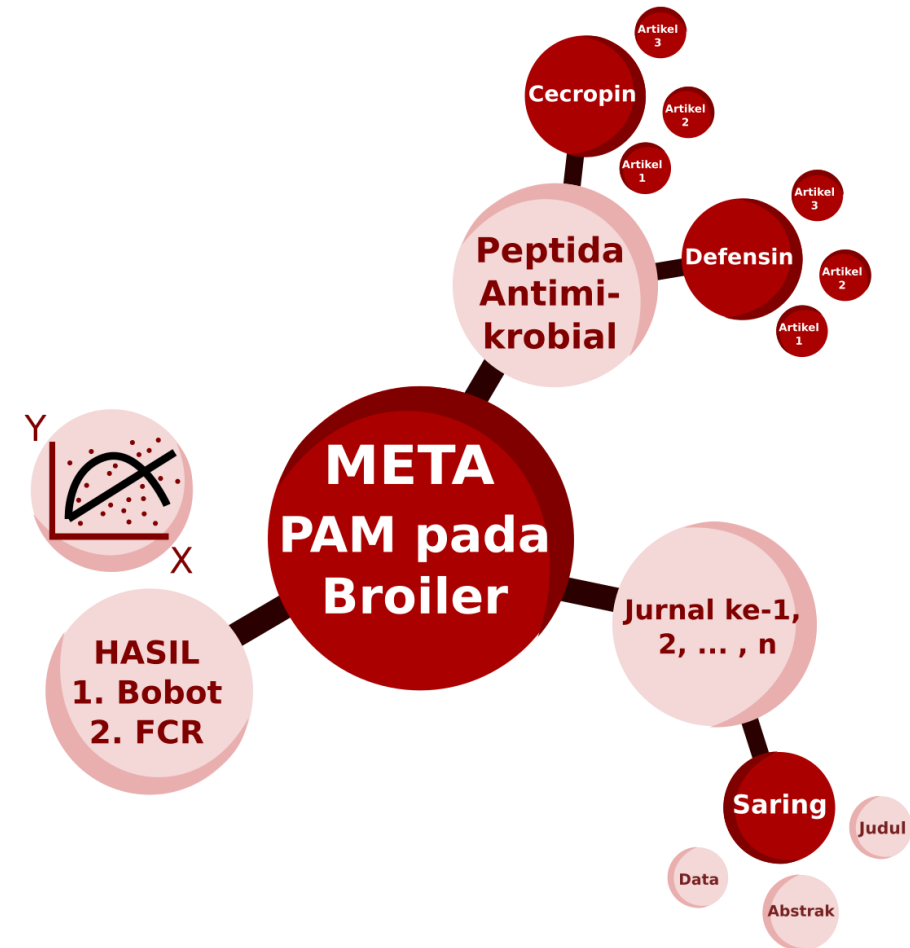 Artikel
3
Cecropin
Artikel
2
Artikel
1
Peptida
Antimi-
krobial
Artikel
3
Defensin
Artikel
2
Artikel
1
META
PAM pada
Broiler
Y
X
HASIL
1. Bobot
2. FCR
Jurnal ke-1,
2, ... , n
Saring
Judul
Data
Abstrak